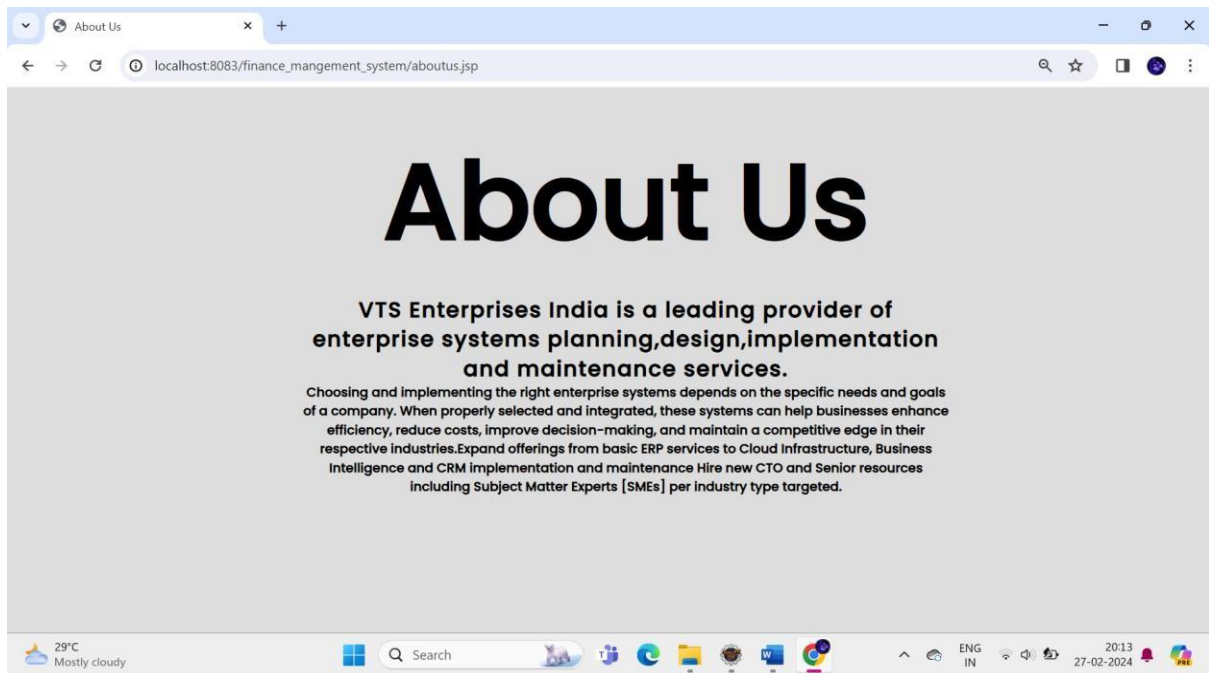 About Us
localhost:8083/finance_mangement_system/aboutus.jsp
About Us
VTS Enterprises India is a leading provider of
enterprise systems planning,design,implementation
and maintenance services.
Choosing and implementing the right enterprise systems depends on the specific needs and goals
of a company. When properly selected and integrated, these systems can help businesses enhance
efficiency, reduce costs, improve decision-making, and maintain a competitive edge in their
respective industries.Expand offerings from basic ERP services to Cloud Infrastructure, Business
Intelligence and CRM implementation and maintenance Hire new CTO and Senior resources
including Subject Matter Experts [SMEs] per industry type targeted.
29°C
Mostly cloudy
Search
ENG
IN
20:13
27-02-2024
PRE